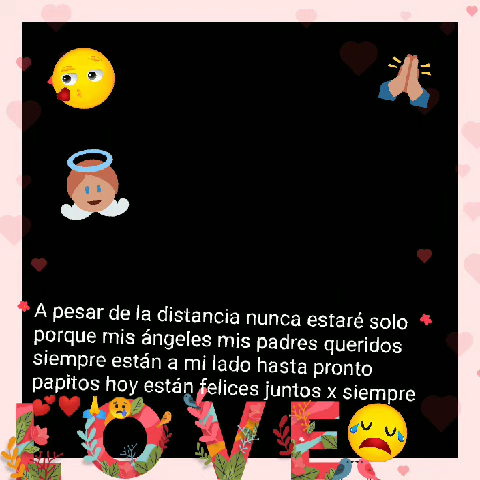 A pesar de la distancia nunca estaré solo
porque mis ángeles mis padres queridos
siempre están a mi lado hasta pronto
papitos hoy están felices juntos x siempre
LOVE